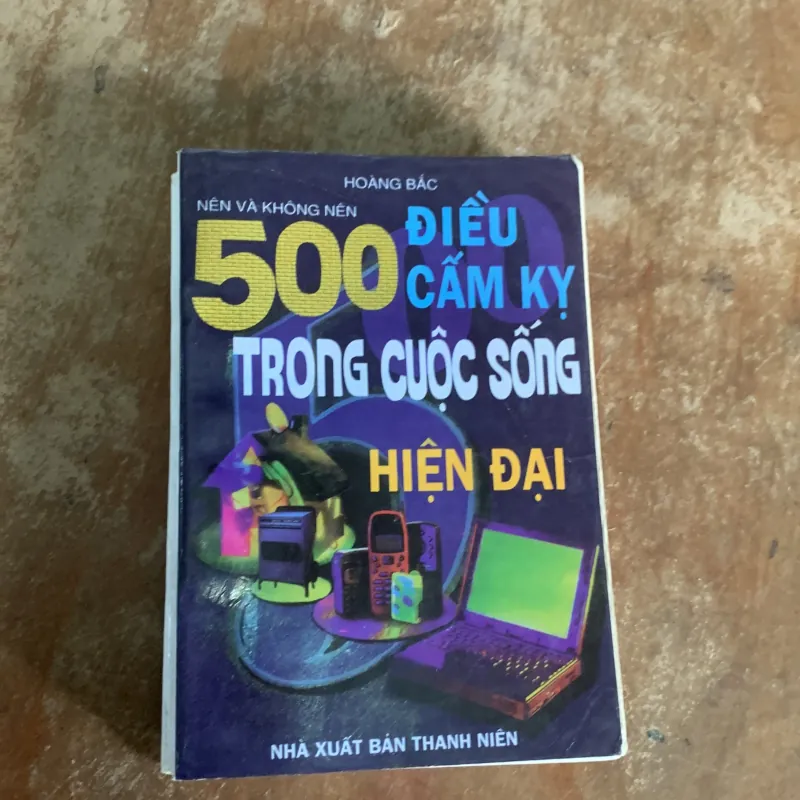 HOÀNG BẮC
NÊN VÀ KHÔNG NÊN
500 ĐIỀU
CẤM KỴ
TRONG CUỘC SỐNG
HIỆN ĐẠI
NHÀ XUẤT BẢN THANH NIÊN